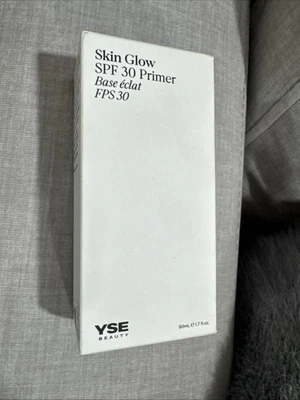 Skin Glow
SPF 30 Primer
Base éclat
FPS 30
YSE
BEAUTY
50mL ℮ 1.7 fl.oz.